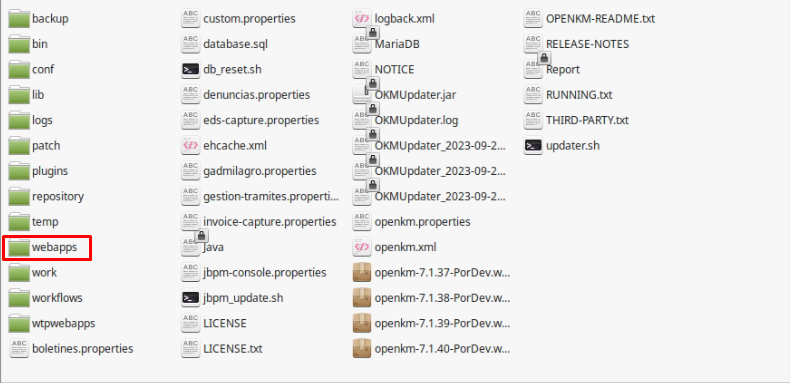 backup
bin
conf
lib
logs
patch
plugins
repository
temp
webapps
work
workflows
wtpwebapps
boletines.properties
custom.properties
database.sql
db_reset.sh
denuncias.properties
eds-capture.properties
ehcache.xml
gadmilagro.properties
gestion-tramites.properti...
invoice-capture.properties
Java
jbpm-console.properties
jbpm_update.sh
LICENSE
LICENSE.txt
logback.xml
MariaDB
NOTICE
OKMUpdater.jar
OKMUpdater.log
OKMUpdater_2023-09-2...
OKMUpdater_2023-09-2...
OKMUpdater_2023-09-2...
openkm.properties
openkm.xml
openkm-7.1.37-PorDev.w...
openkm-7.1.38-PorDev.w...
openkm-7.1.39-PorDev.w...
openkm-7.1.40-PorDev.w...
OPENKM-README.txt
RELEASE-NOTES
Report
RUNNING.txt
THIRD-PARTY.txt
updater.sh